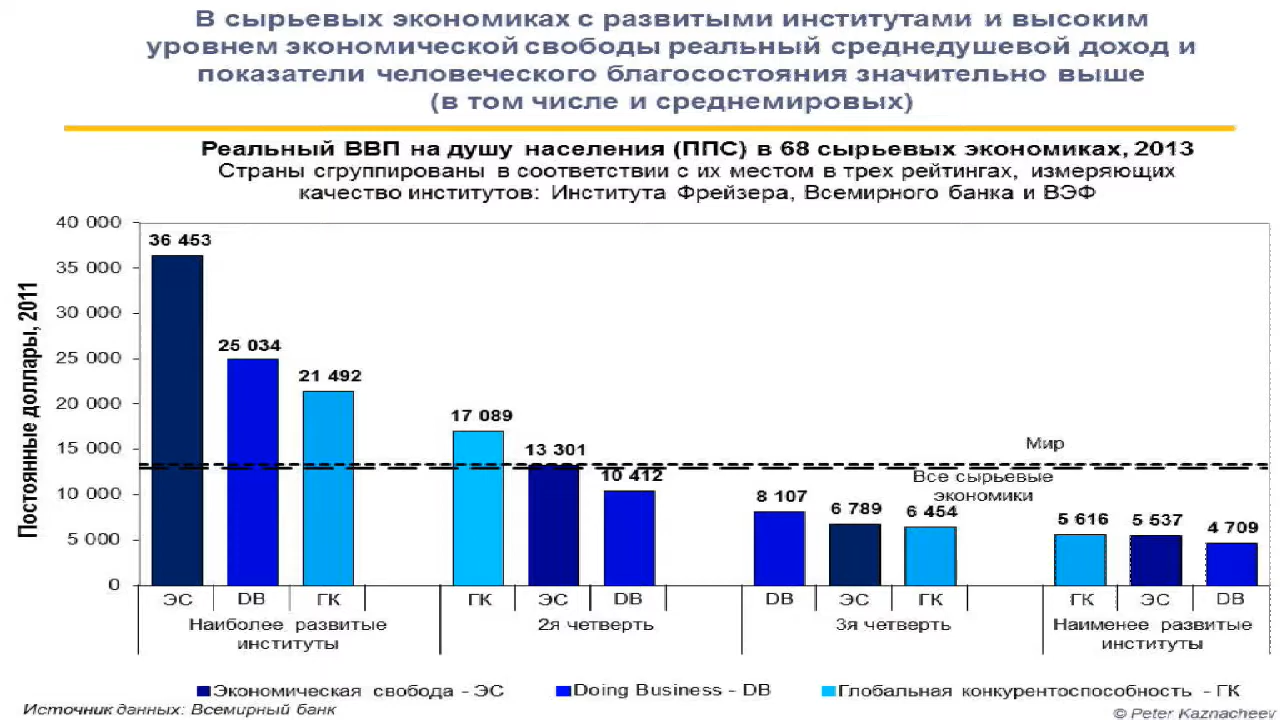 В сырьевых экономиках с развитыми институтами и высоким
уровнем экономической свободы реальный среднедушевой доход и
показатели человеческого благосостояния значительно выше
(в том числе и среднемировых)
Реальный ВВП на душу населения (ППС) в 68 сырьевых экономиках, 2013
Страны сгруппированы в соответствии с их местом в трех рейтингах, измеряющих
качество институтов: Института Фрейзера, Всемирного банка и ВЭФ
Постоянные доллары, 2011
40 000
35 000
30 000
25 000
20 000
15 000
10 000
5 000
0
36 453
25 034
21 492
17 089
13 301
10 412
8 107
6 789
6 454
5 616
5 537
4 709
Мир
Все сырьевые
экономики
ЭС DB ГК ГК ЭС DB DB ЭС ГК ГК ЭС DB
Наиболее развитые
институты
2я четверть
3я четверть
Наименее развитые
институты
Экономическая свобода - ЭС
Doing Business - DB
Глобальная конкурентоспособность - ГК
Источник данных: Всемирный банк
© Peter Kaznacheev